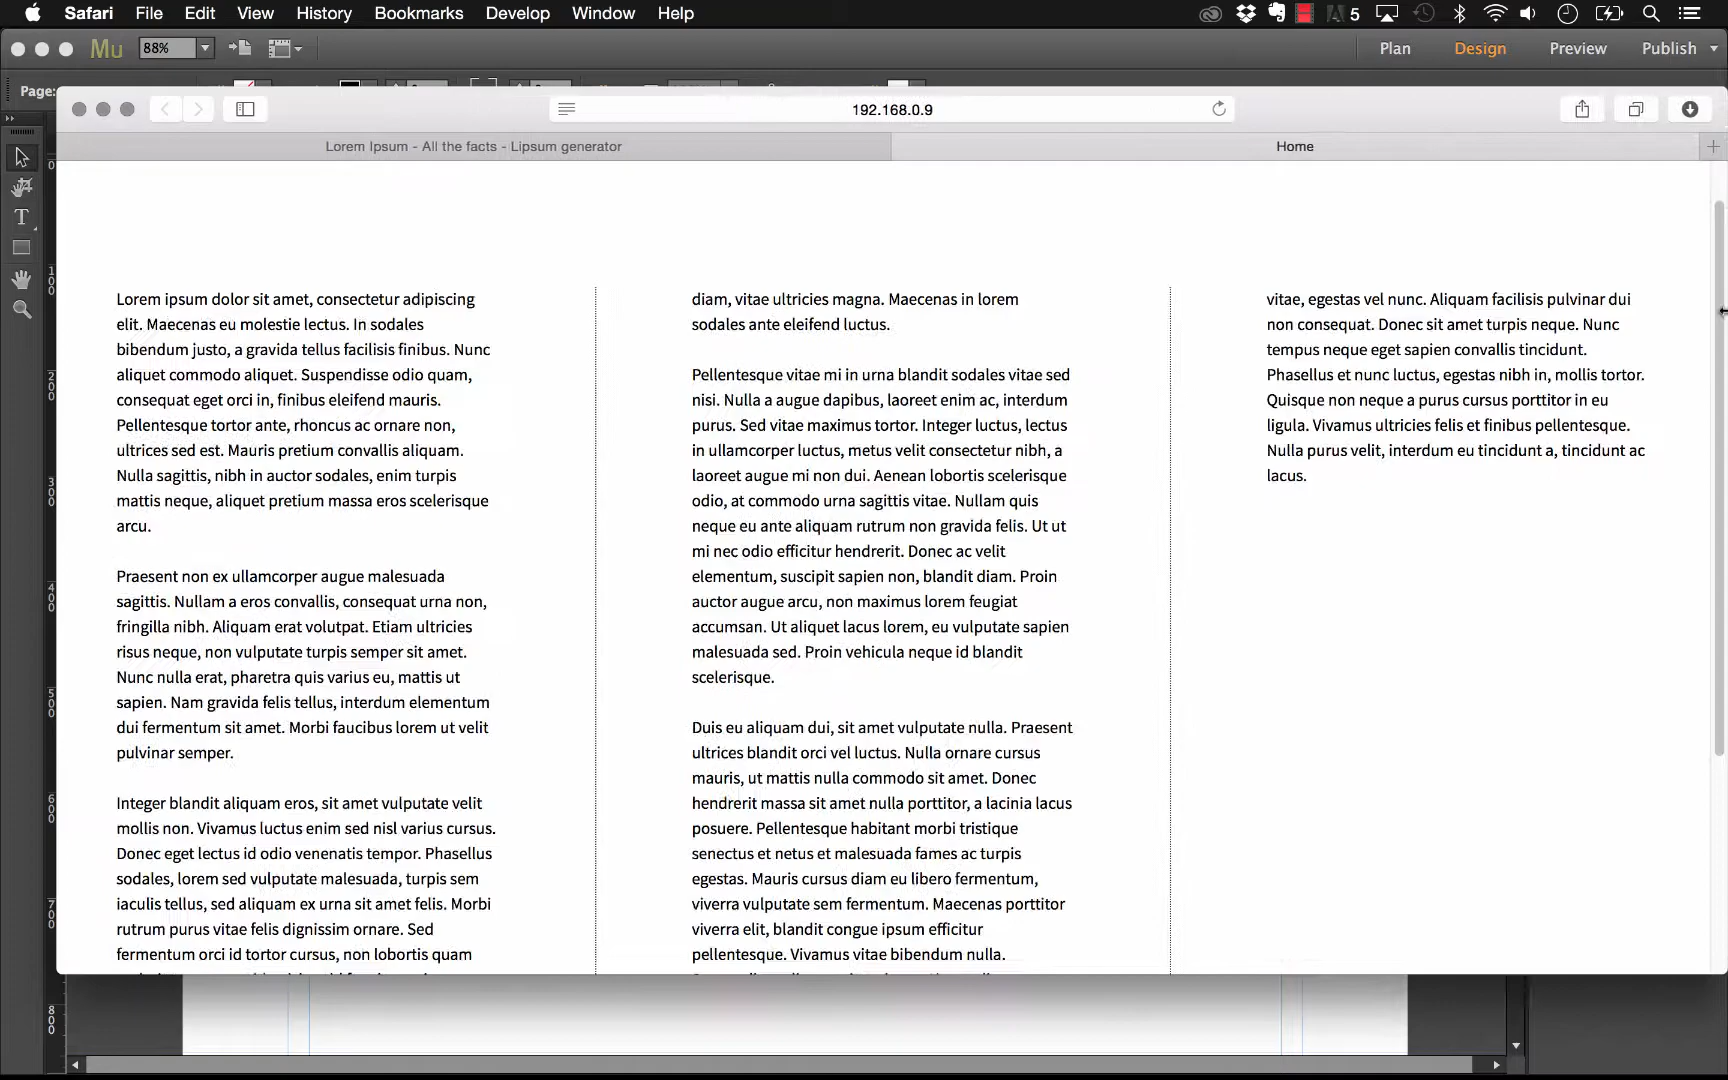 Safari File Edit View History Bookmarks Develop Window Help 5
Mu 88% Plan Design Preview Publish
Page:
192.168.0.9
Lorem Ipsum - All the facts - Lipsum generator
Home
T
0
100
200
300
400
500
600
700
800
Lorem ipsum dolor sit amet, consectetur adipiscing
elit. Maecenas eu molestie lectus. In sodales
bibendum justo, a gravida tellus facilisis finibus. Nunc
aliquet commodo aliquet. Suspendisse odio quam,
consequat eget orci in, finibus eleifend mauris.
Pellentesque tortor ante, rhoncus ac ornare non,
ultrices sed est. Mauris pretium convallis aliquam.
Nulla sagittis, nibh in auctor sodales, enim turpis
mattis neque, aliquet pretium massa eros scelerisque
arcu.
Praesent non ex ullamcorper augue malesuada
sagittis. Nullam a eros convallis, consequat urna non,
fringilla nibh. Aliquam erat volutpat. Etiam ultricies
risus neque, non vulputate turpis semper sit amet.
Nunc nulla erat, pharetra quis varius eu, mattis ut
sapien. Nam gravida felis tellus, interdum elementum
dui fermentum sit amet. Morbi faucibus lorem ut velit
pulvinar semper.
Integer blandit aliquam eros, sit amet vulputate velit
mollis non. Vivamus luctus enim sed nisl varius cursus.
Donec eget lectus id odio venenatis tempor. Phasellus
sodales, lorem sed vulputate malesuada, turpis sem
iaculis tellus, sed aliquam ex urna sit amet felis. Morbi
rutrum purus vitae felis dignissim ornare. Sed
fermentum orci id tortor cursus, non lobortis quam
diam, vitae ultricies magna. Maecenas in lorem
sodales ante eleifend luctus.
Pellentesque vitae mi in urna blandit sodales vitae sed
nisi. Nulla a augue dapibus, laoreet enim ac, interdum
purus. Sed vitae maximus tortor. Integer luctus, lectus
in ullamcorper luctus, metus velit consectetur nibh, a
laoreet augue mi non dui. Aenean lobortis scelerisque
odio, at commodo urna sagittis vitae. Nullam quis
neque eu ante aliquam rutrum non gravida felis. Ut ut
mi nec odio efficitur hendrerit. Donec ac velit
elementum, suscipit sapien non, blandit diam. Proin
auctor augue arcu, non maximus lorem feugiat
accumsan. Ut aliquet lacus lorem, eu vulputate sapien
malesuada sed. Proin vehicula neque id blandit
scelerisque.
Duis eu aliquam dui, sit amet vulputate nulla. Praesent
ultrices blandit orci vel luctus. Nulla ornare cursus
mauris, ut mattis nulla commodo sit amet. Donec
hendrerit massa sit amet nulla porttitor, a lacinia lacus
posuere. Pellentesque habitant morbi tristique
senectus et netus et malesuada fames ac turpis
egestas. Mauris cursus diam eu libero fermentum,
viverra vulputate sem fermentum. Maecenas porttitor
viverra elit, blandit congue ipsum efficitur
pellentesque. Vivamus vitae bibendum nulla.
vitae, egestas vel nunc. Aliquam facilisis pulvinar dui
non consequat. Donec sit amet turpis neque. Nunc
tempus neque eget sapien convallis tincidunt.
Phasellus et nunc luctus, egestas nibh in, mollis tortor.
Quisque non neque a purus cursus porttitor in eu
ligula. Vivamus ultricies felis et finibus pellentesque.
Nulla purus velit, interdum eu tincidunt a, tincidunt ac
lacus.